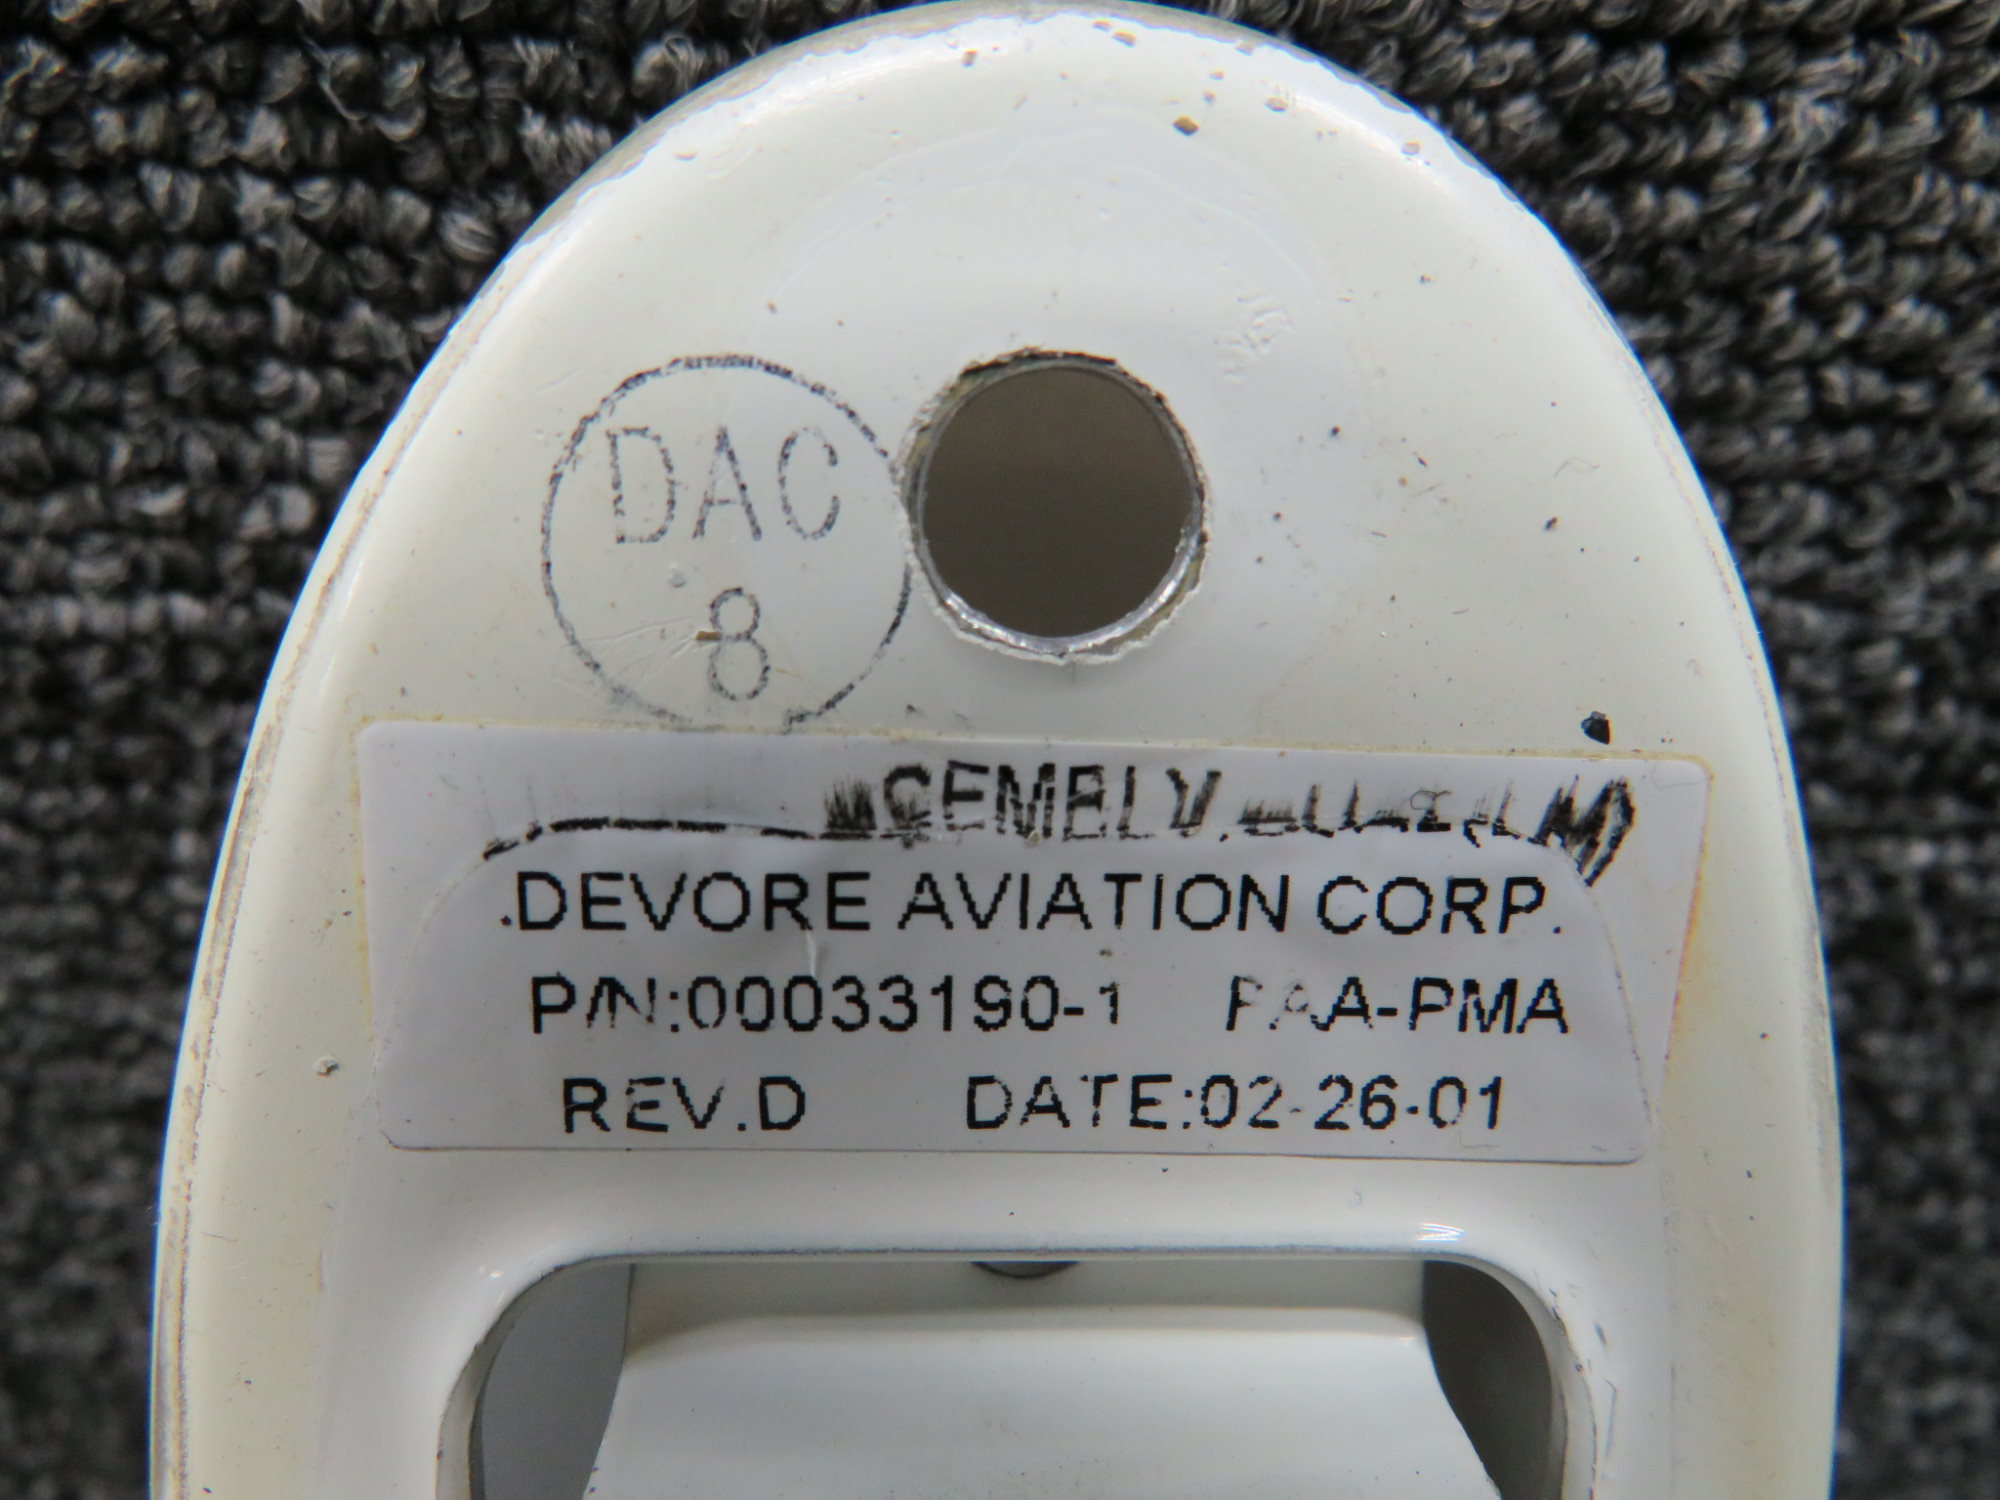 DAC
8
.DEVORE AVIATION CORP.
P/N:00033190-1 FAA-PMA
REV.D DATE:02-26-01